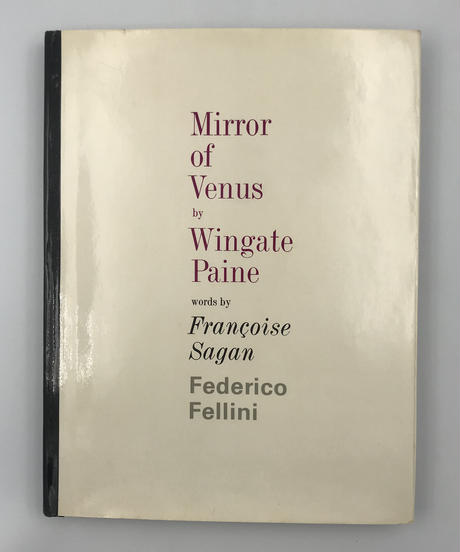 Mirror
of
Venus
by
Wingate
Paine
words by
Françoise
Sagan
Federico
Fellini